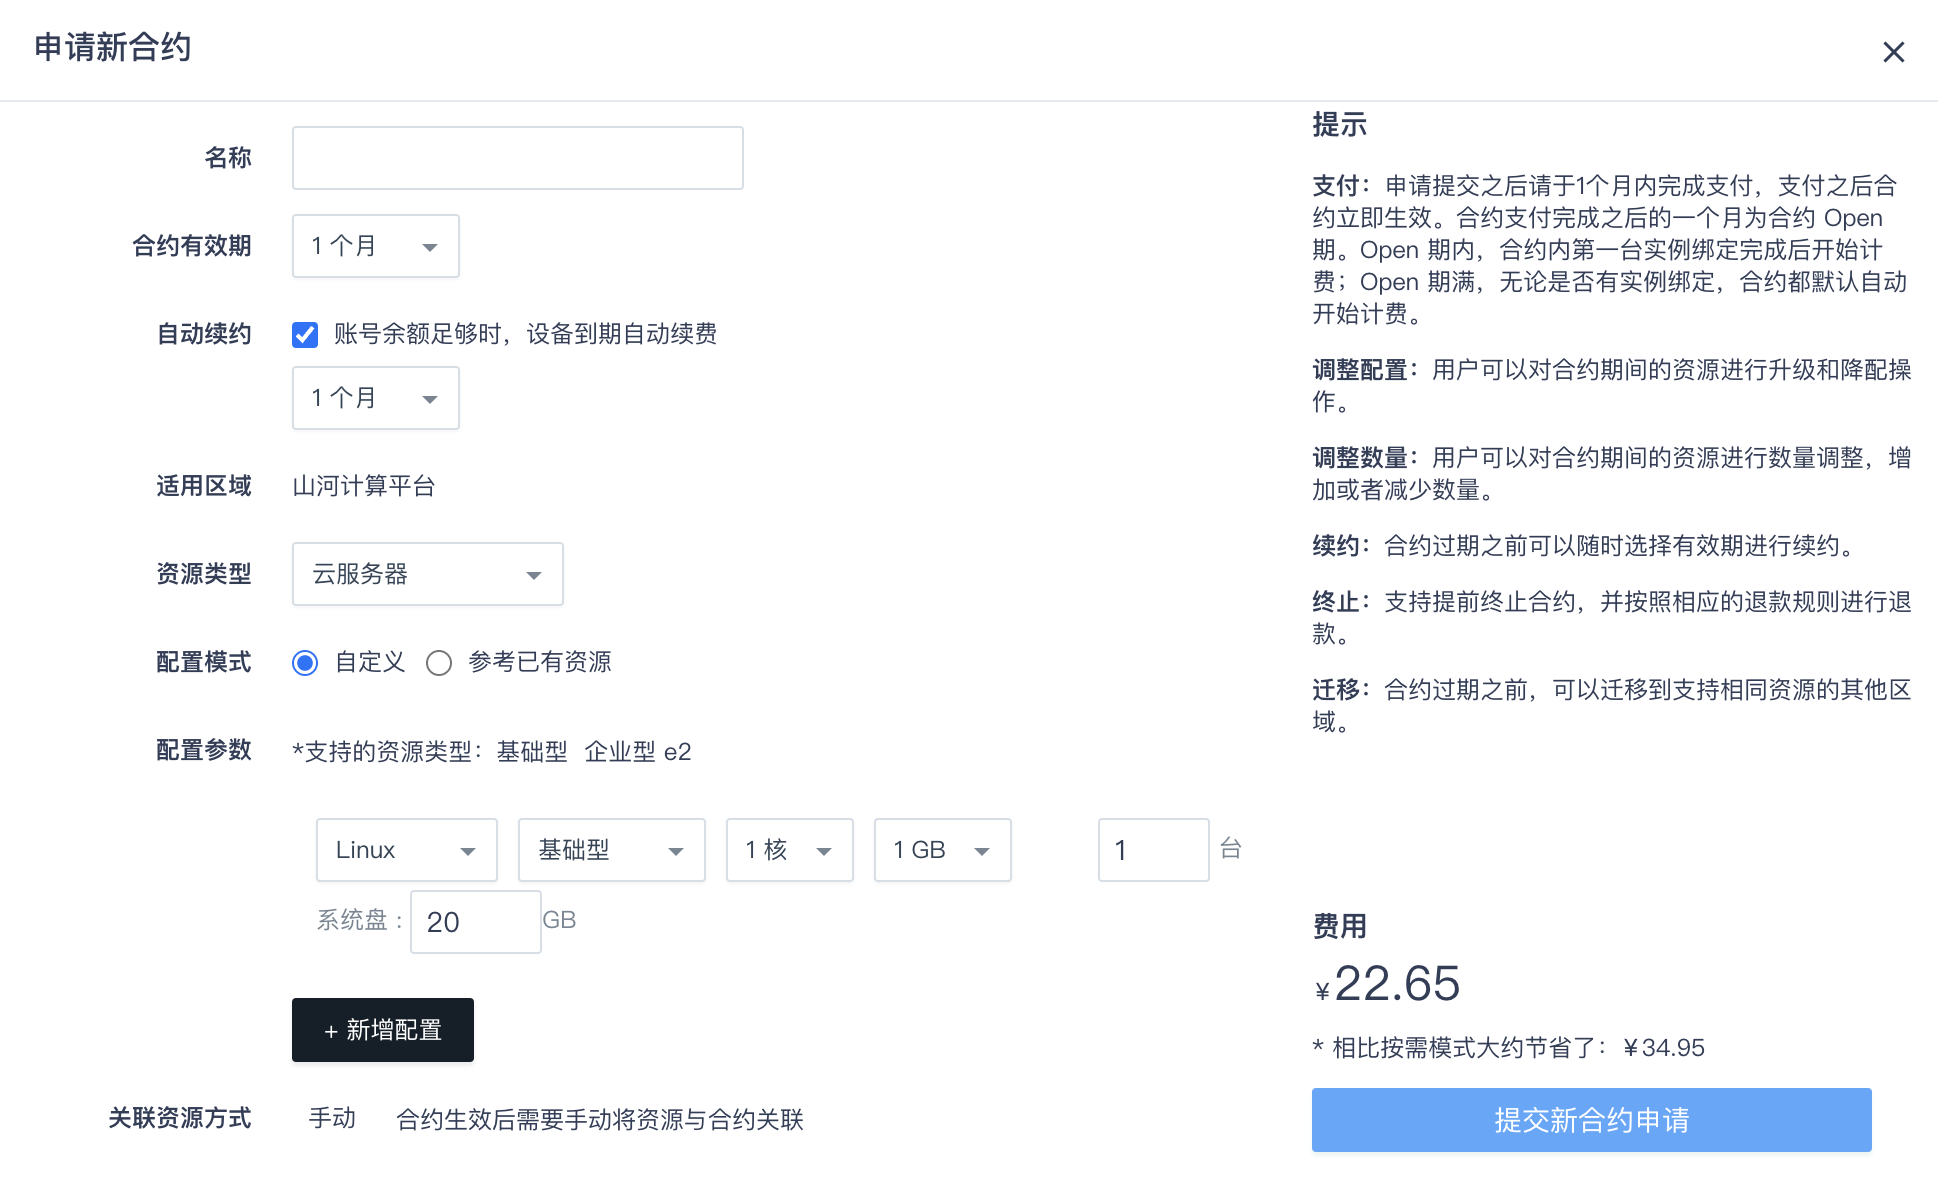 申请新合约
名称
合约有效期
1 个月
自动续约
账号余额足够时，设备到期自动续费
1 个月
适用区域
山河计算平台
资源类型
云服务器
配置模式
自定义
参考已有资源
配置参数
*支持的资源类型：基础型 企业型 e2
Linux
基础型
1 核
1 GB
1
台
系统盘 :
20
GB
+ 新增配置
关联资源方式
手动
合约生效后需要手动将资源与合约关联
提示
支付：申请提交之后请于1个月内完成支付，支付之后合
约立即生效。合约支付完成之后的一个月为合约 Open
期。Open 期内，合约内第一台实例绑定完成后开始计
费；Open 期满，无论是否有实例绑定，合约都默认自动
开始计费。
调整配置：用户可以对合约期间的资源进行升级和降配操
作。
调整数量：用户可以对合约期间的资源进行数量调整，增
加或者减少数量。
续约：合约过期之前可以随时选择有效期进行续约。
终止：支持提前终止合约，并按照相应的退款规则进行退
款。
迁移：合约过期之前，可以迁移到支持相同资源的其他区
域。
费用
¥22.65
* 相比按需模式大约节省了：¥34.95
提交新合约申请